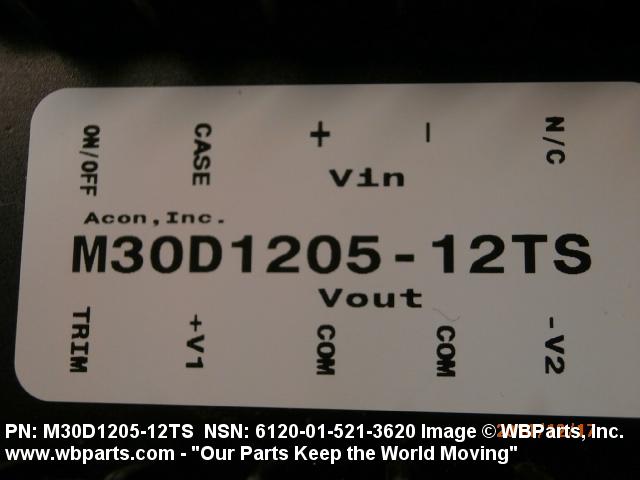 ON/OFF CASE + - N/C
Vin
Acon,Inc.
M30D1205-12TS
Vout
TRIM +V1 COM COM -V2
PN: M30D1205-12TS NSN: 6120-01-521-3620 Image © WBParts, Inc.
www.wbparts.com - "Our Parts Keep the World Moving"